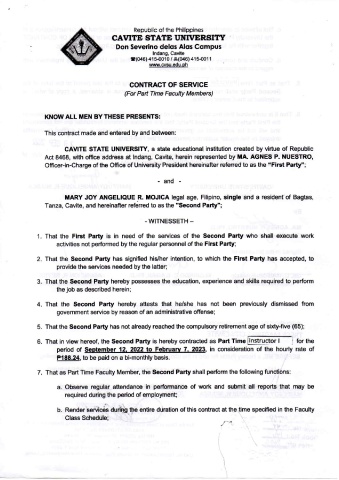 Republic of the Philippines
CAVITE STATE UNIVERSITY
Don Severino delas Alas Campus
Indang, Cavite
☎(046) 415-0010 / (046) 415-0011
www.cvsu.edu.ph
CONTRACT OF SERVICE
(For Part Time Faculty Members)
KNOW ALL MEN BY THESE PRESENTS:
This contract made and entered by and between:
CAVITE STATE UNIVERSITY, a state educational institution created by virtue of Republic
Act 8468, with office address at Indang, Cavite, herein represented by MA. AGNES P. NUESTRO,
Officer-in-Charge of the Office of University President hereinafter referred to as the "First Party";
- and -
MARY JOY ANGELIQUE R. MOJICA legal age, Filipino, single and a resident of Bagtas,
Tanza, Cavite, and hereinafter referred to as the "Second Party";
- WITNESSETH –
1. That the First Party is in need of the services of the Second Party who shall execute work
activities not performed by the regular personnel of the First Party;
2. That the Second Party has signified his/her intention, to which the First Party has accepted, to
provide the services needed by the latter;
3. That the Second Party hereby possesses the education, experience and skills required to perform
the job as described herein;
4. That the Second Party hereby attests that he/she has not been previously dismissed from
government service by reason of an administrative offense;
5. That the Second Party has not already reached the compulsory retirement age of sixty-five (65);
6. That in view hereof, the Second Party is hereby contracted as Part Time Instructor I for the
period of September 12, 2022 to February 7, 2023, in consideration of the hourly rate of
P188.24, to be paid on a bi-monthly basis.
7. That as Part Time Faculty Member, the Second Party shall perform the following functions:
a. Observe regular attendance in performance of work and submit all reports that may be
required during the period of employment;
b. Render services during the entire duration of this contract at the time specified in the Faculty
Class Schedule;